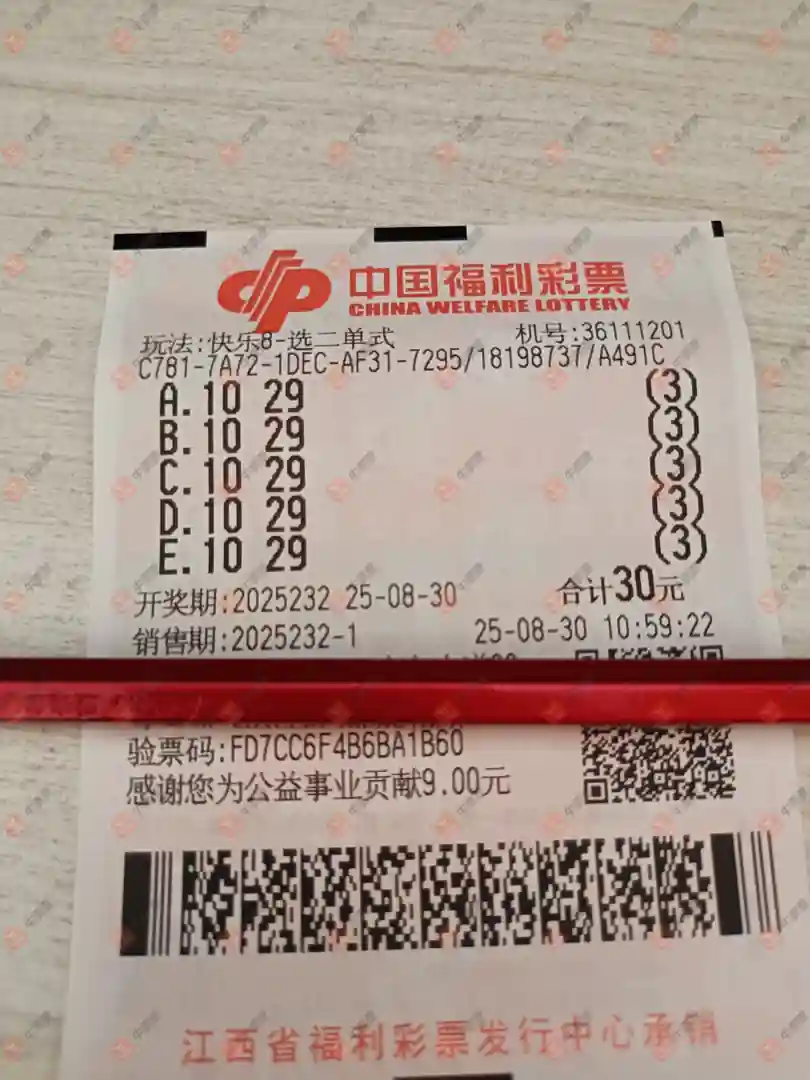 中国福利彩票
CHINA WELFARE LOTTERY
玩法:快乐8-选二单式 机号:36111201
C781-7A72-1DEC-AF31-7295/18198737/A491C
A.10 29 (3)
B.10 29 (3)
C.10 29 (3)
D.10 29 (3)
E.10 29 (3)
开奖期:2025232 25-08-30 合计30元
销售期:2025232-1 25-08-30 10:59:22
验票码:FD7CC6F4B6BA1B60
感谢您为公益事业贡献9.00元
江西省福利彩票发行中心承销